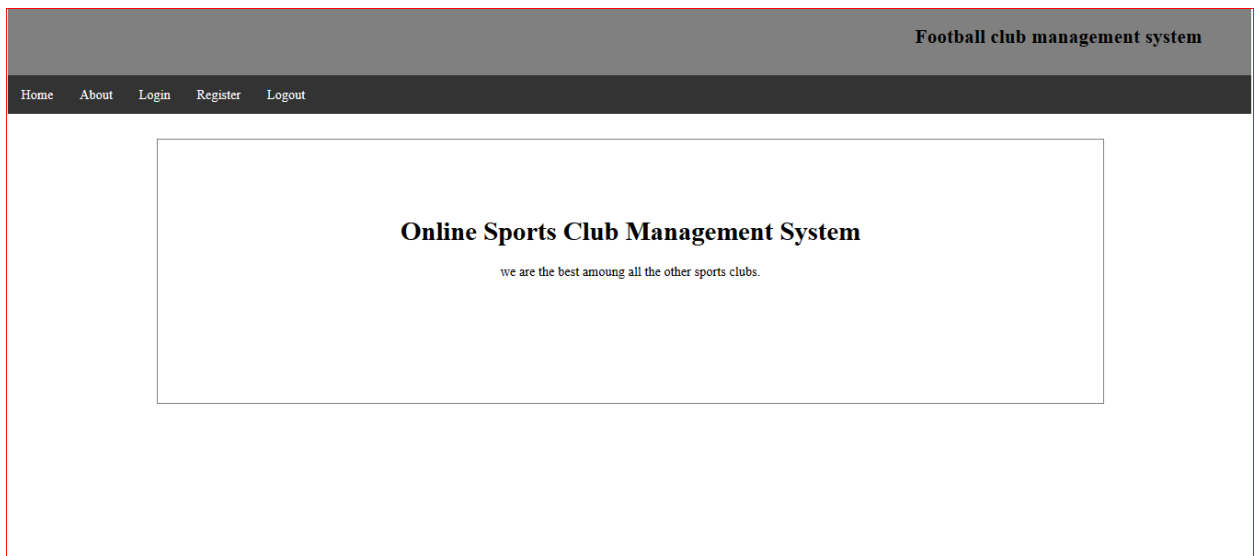 Football club management system
Home About Login Register Logout
Online Sports Club Management System
we are the best amoung all the other sports clubs.